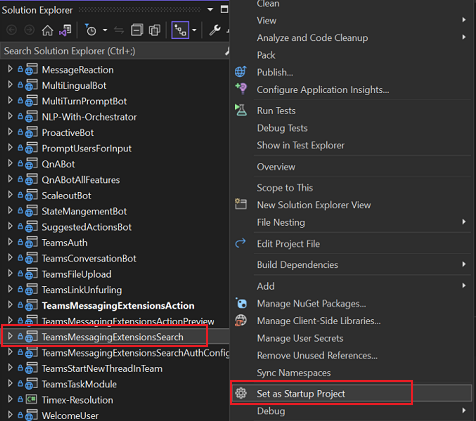 Solution Explorer
Search Solution Explorer (Ctrl+;)
MessageReaction
MultiLingualBot
MultiTurnPromptBot
NLP-With-Orchestrator
ProactiveBot
PromptUsersForInput
QnABot
QnABotAllFeatures
ScaleoutBot
StateMangementBot
SuggestedActionsBot
TeamsAuth
TeamsConversationBot
TeamsFileUpload
TeamsLinkUnfurling
TeamsMessagingExtensionsAction
TeamsMessagingExtensionsActionPreview
TeamsMessagingExtensionsSearch
TeamsMessagingExtensionsSearchAuthConfig
TeamsStartNewThreadInTeam
TeamsTaskModule
Timex-Resolution
WelcomeUser
Clean
View
Analyze and Code Cleanup
Pack
Publish...
Configure Application Insights...
Run Tests
Debug Tests
Show in Test Explorer
Overview
Scope to This
New Solution Explorer View
File Nesting
Edit Project File
Build Dependencies
Add
Manage NuGet Packages...
Manage Client-Side Libraries...
Manage User Secrets
Remove Unused References...
Sync Namespaces
Set as Startup Project
Debug